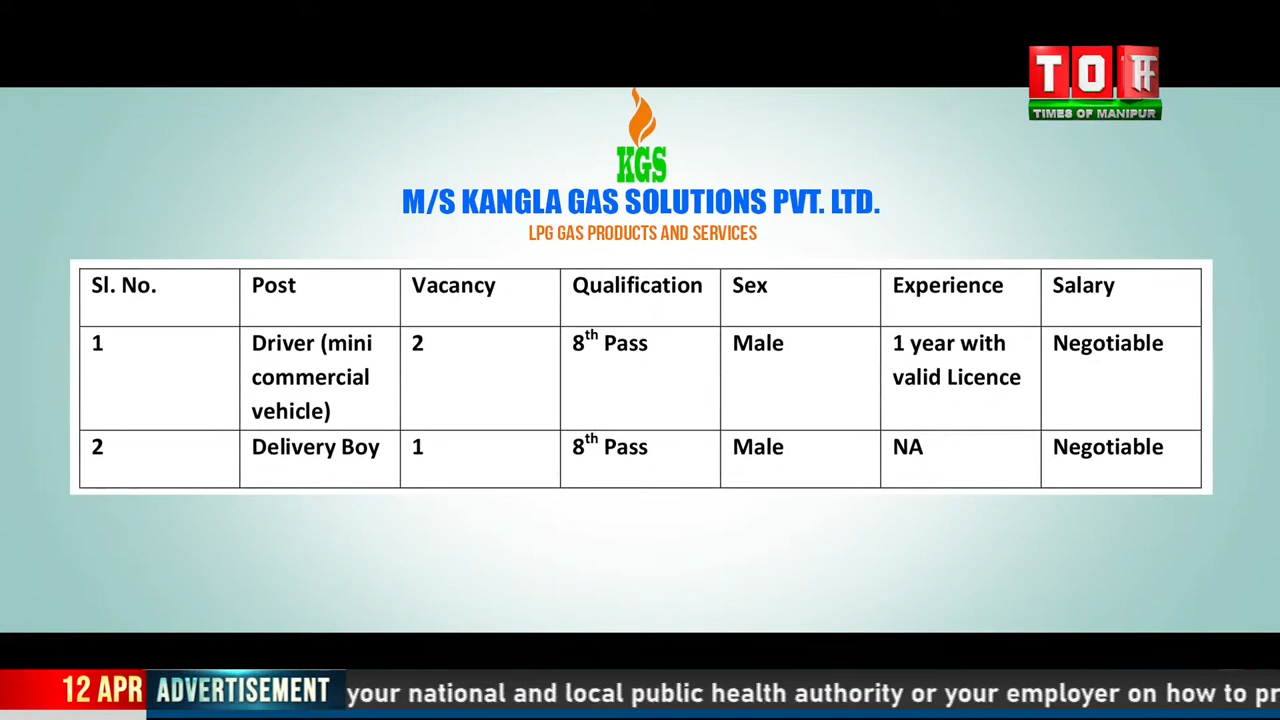 TOM
TIMES OF MANIPUR
KGS
M/S KANGLA GAS SOLUTIONS PVT. LTD.
LPG GAS PRODUCTS AND SERVICES
Sl. No. Post Vacancy Qualification Sex Experience Salary
1 Driver (mini commercial vehicle) 2 8th Pass Male 1 year with valid Licence Negotiable
2 Delivery Boy 1 8th Pass Male NA Negotiable
12 APR ADVERTISEMENT your national and local public health authority or your employer on how to pr